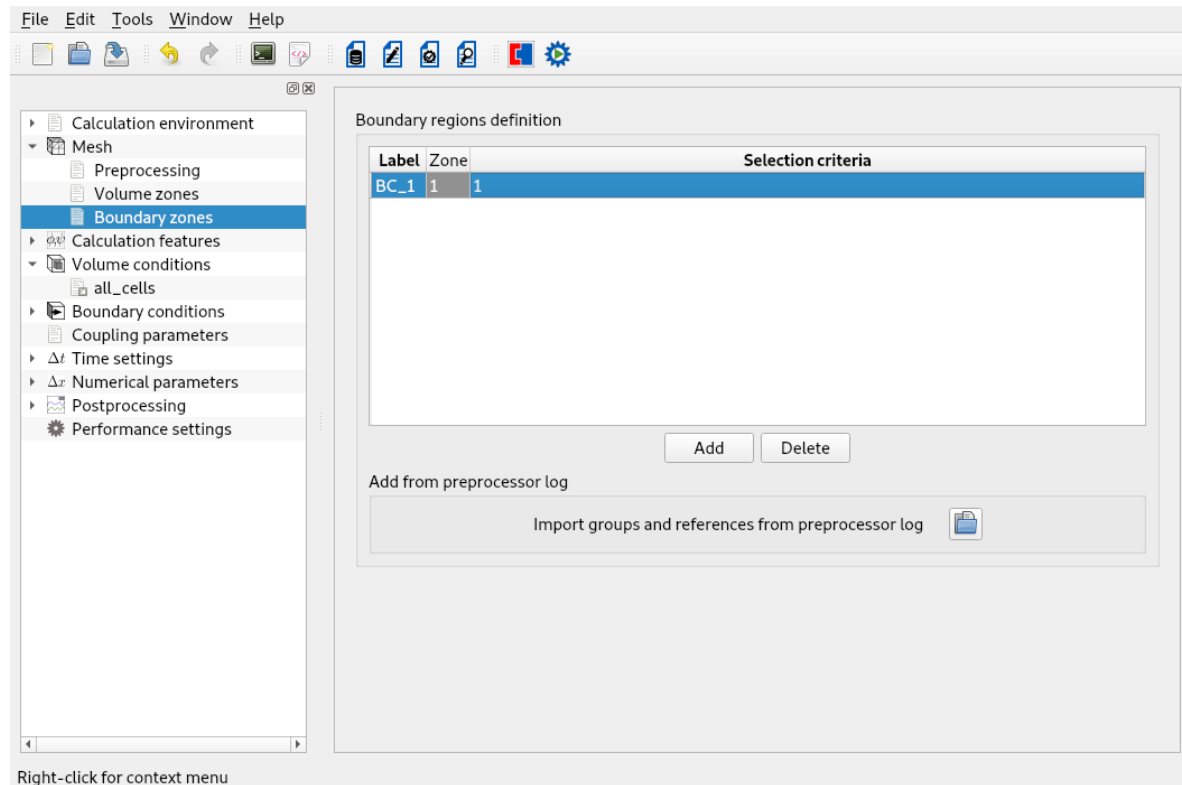 File Edit Tools Window Help
Calculation environment
Mesh
Preprocessing
Volume zones
Boundary zones
Calculation features
Volume conditions
all_cells
Boundary conditions
Coupling parameters
Δt Time settings
Δx Numerical parameters
Postprocessing
Performance settings
Boundary regions definition
Label Zone Selection criteria
BC_1 1 1
Add Delete
Add from preprocessor log
Import groups and references from preprocessor log
Right-click for context menu